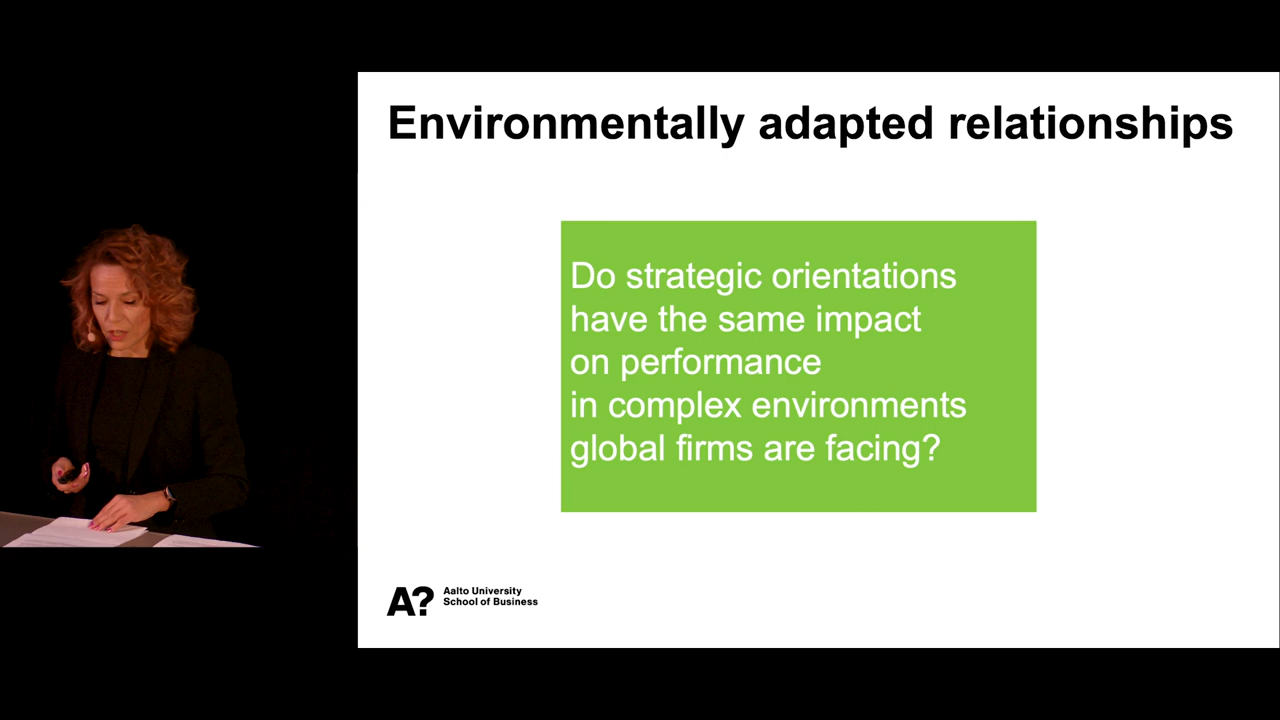 Environmentally adapted relationships
Do strategic orientations
have the same impact
on performance
in complex environments
global firms are facing?
A?
Aalto University
School of Business